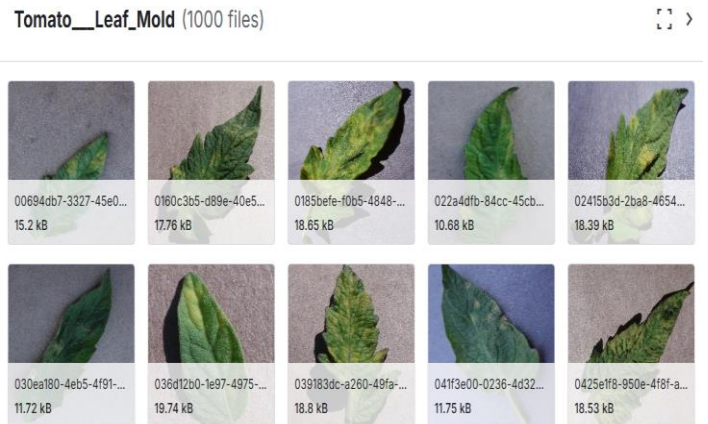 Tomato___Leaf_Mold (1000 files)
00694db7-3327-45e0...
0160c3b5-d89e-40e5...
0185befe-f0b5-4848-...
022a4dfb-84cc-45cb...
02415b3d-2ba8-4654...
15.2 kB
17.76 kB
18.65 kB
10.68 kB
18.39 kB
030ea180-4eb5-4f91-...
036d12b0-1e97-4975-...
039183dc-a260-49fa-...
041f3e00-0236-4d32...
0425e1f8-950e-4f8f-a...
11.72 kB
19.74 kB
18.8 kB
11.75 kB
18.53 kB